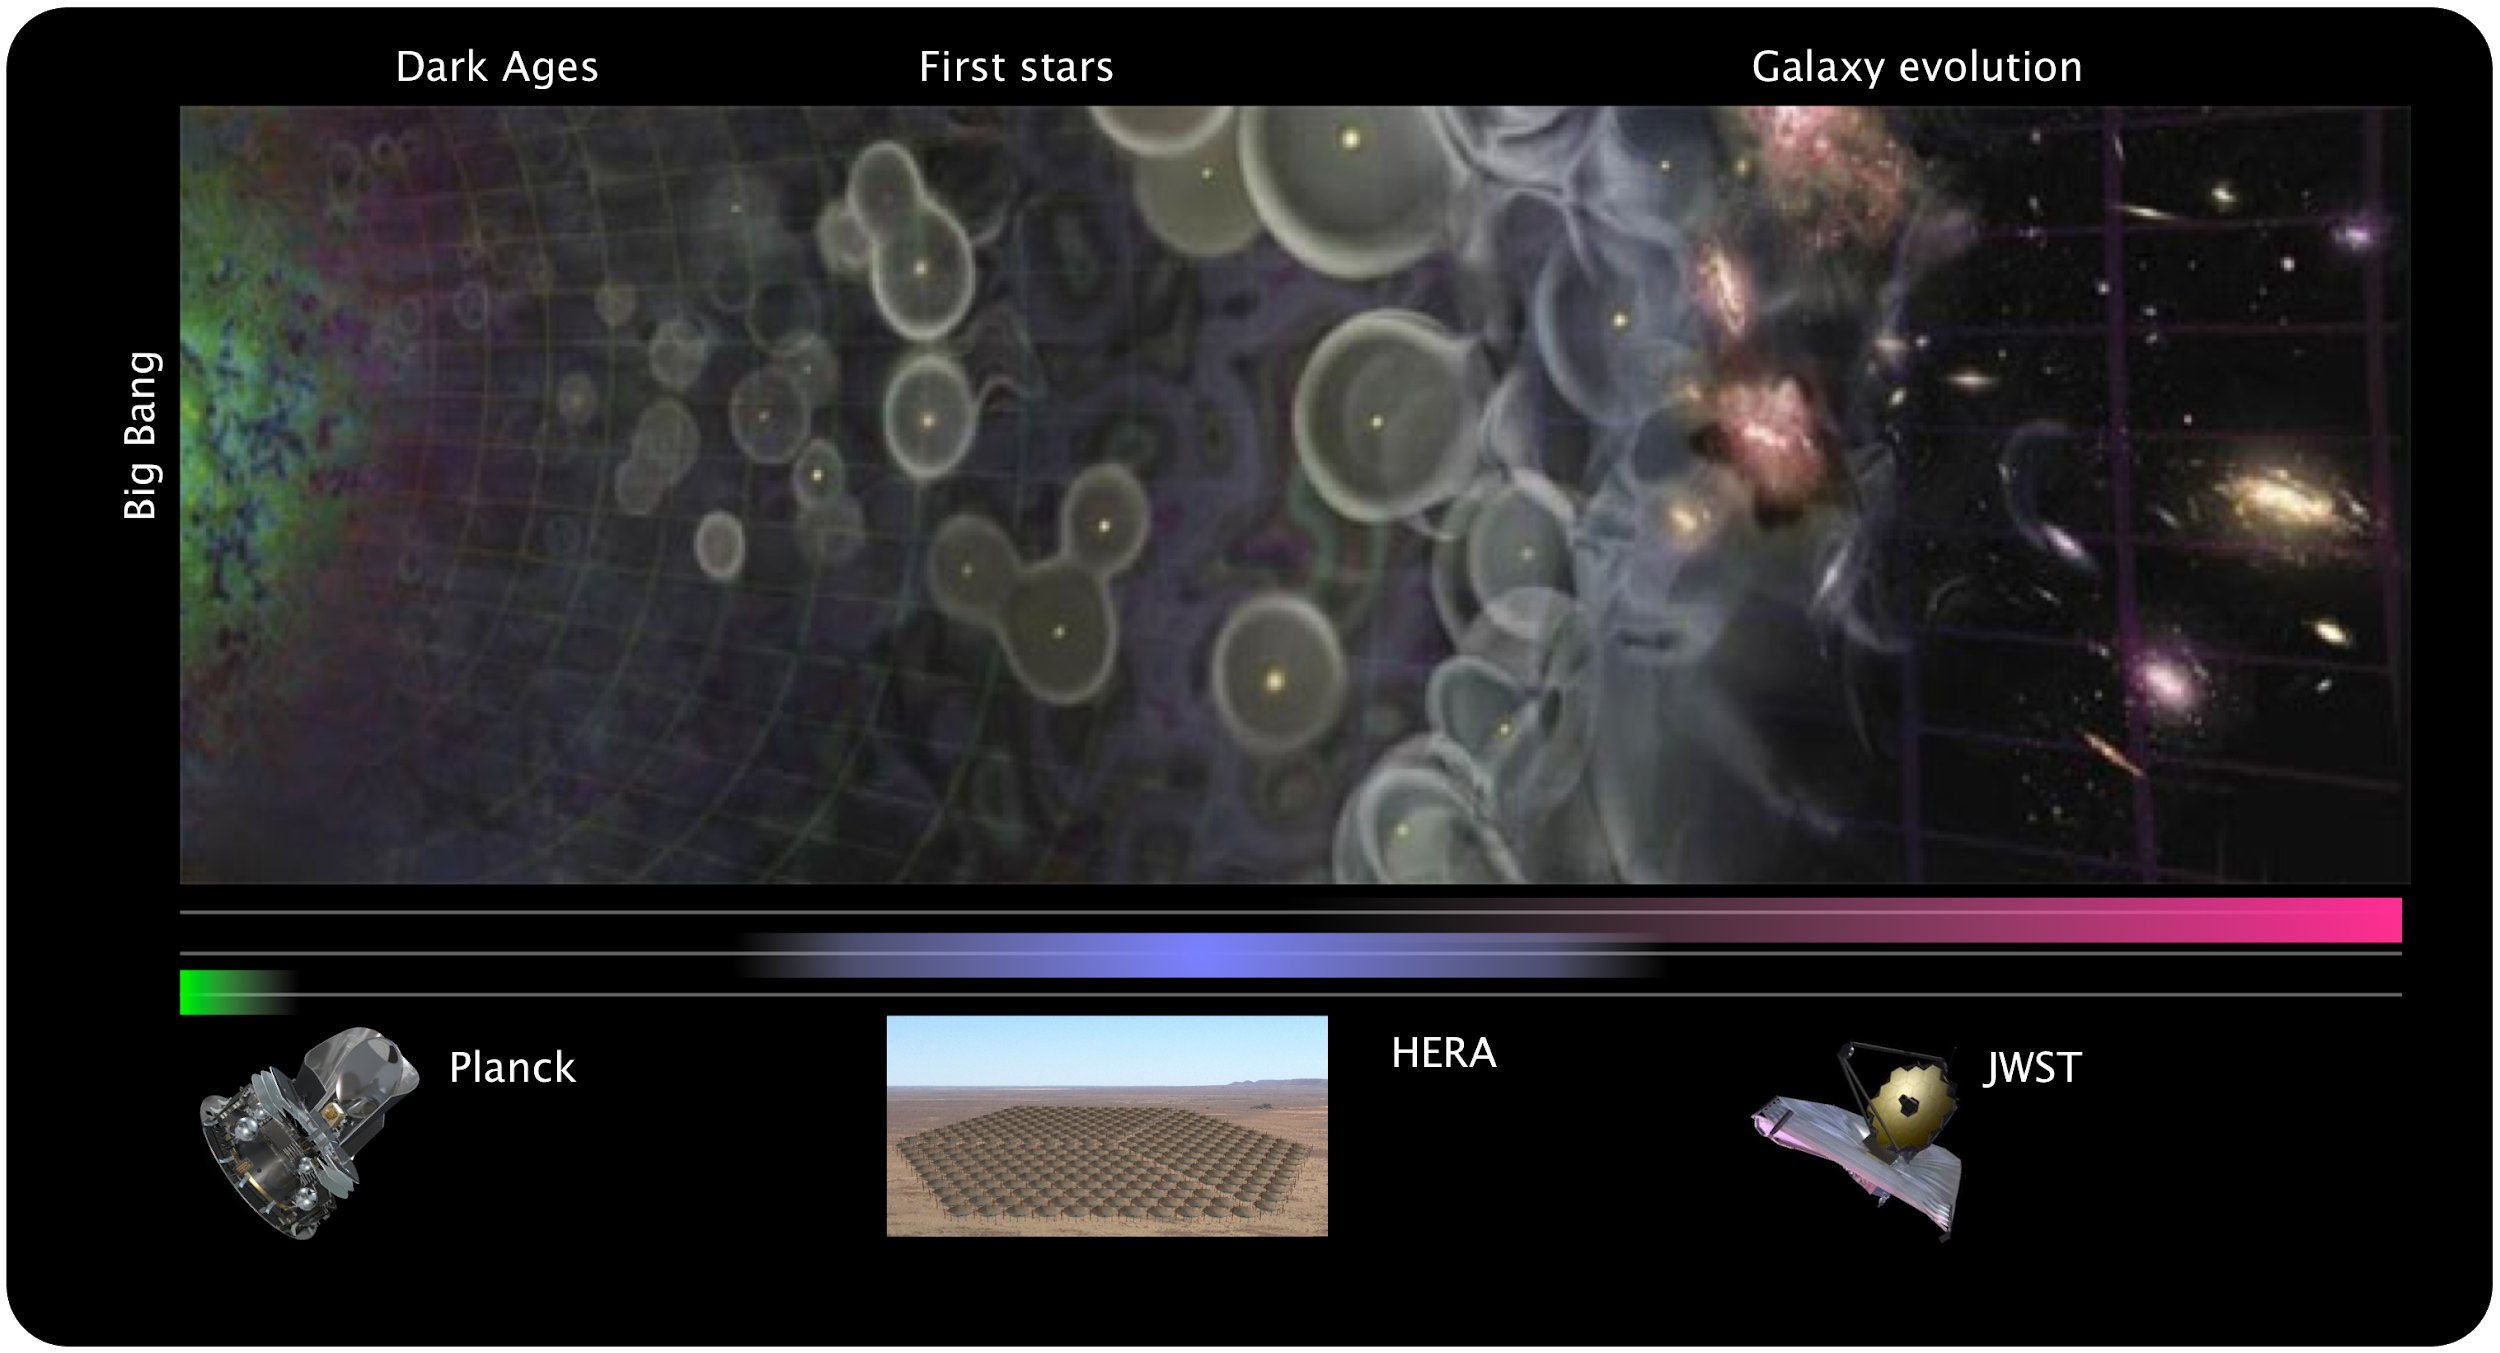 Dark Ages
First stars
Galaxy evolution
Big Bang
Planck
HERA
JWST